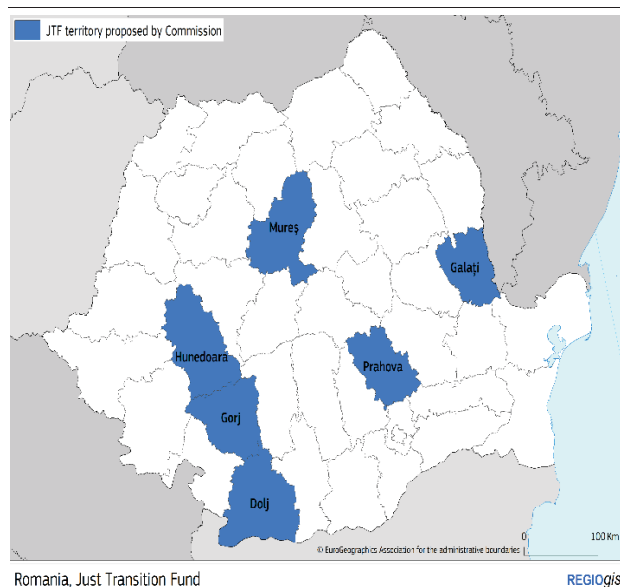 JTF territory proposed by Commission
Mureș
Galați
Hunedoară
Prahova
Gorj
Dolj
0 100 Km
© EuroGeographics Association for the administrative boundaries
Romania, Just Transition Fund
REGIOgis